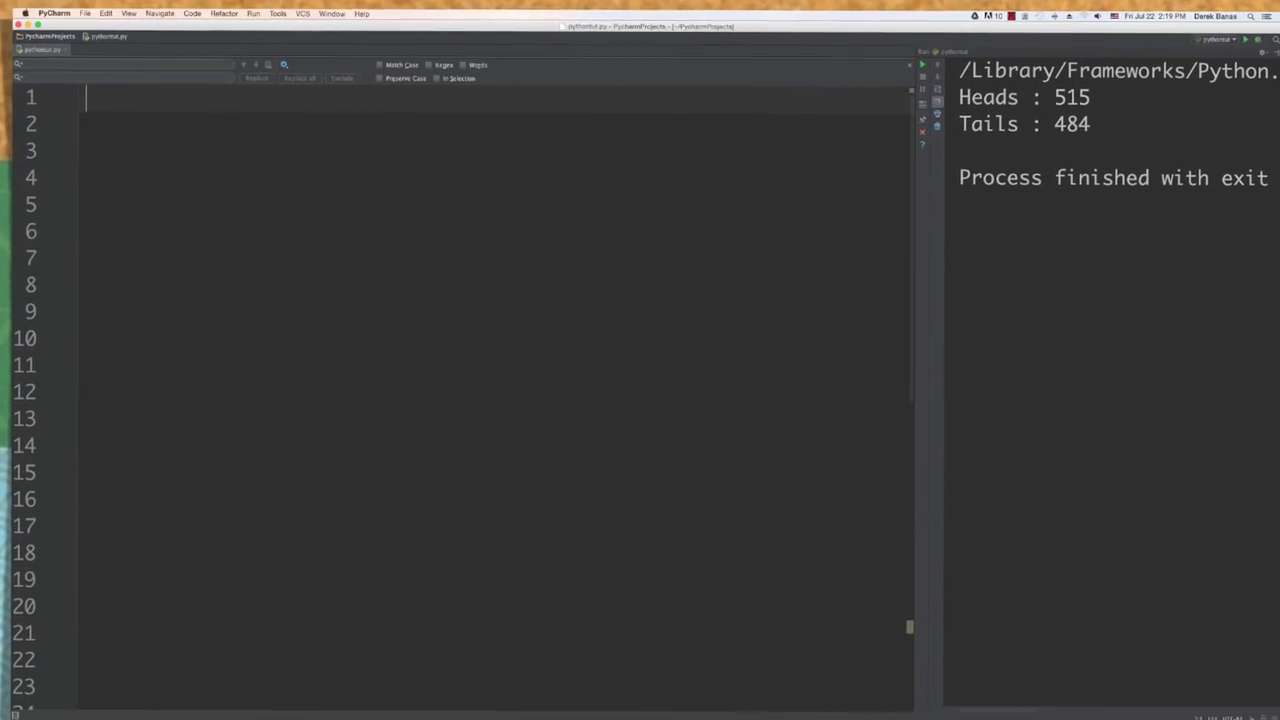 PyCharm File Edit View Navigate Code Refactor Run Tools VCS Window Help 10 Fri Jul 22 2:19 PM Derek Banas
pythontut.py - PycharmProjects - [~/PycharmProjects]
PycharmProjects pythontut.py pythontut
pythontut.py Run pythontut
Match Case Regex Words
Replace Replace all Exclude Preserve Case In Selection
/Library/Frameworks/Python.
Heads : 515
Tails : 484
Process finished with exit
1
2
3
4
5
6
7
8
9
10
11
12
13
14
15
16
17
18
19
20
21
22
23